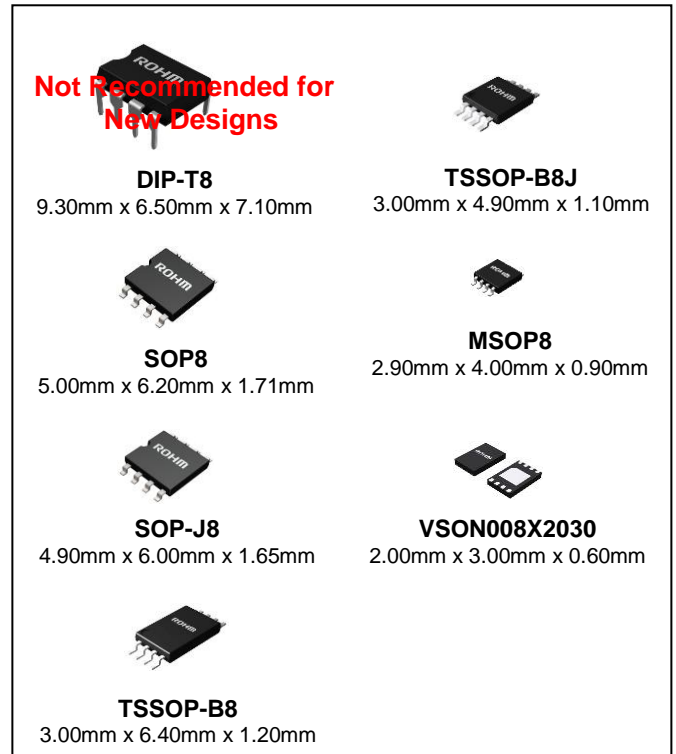 ROHM
Not Recommended for
New Designs
DIP-T8
9.30mm x 6.50mm x 7.10mm
ROHM
SOP8
5.00mm x 6.20mm x 1.71mm
ROHM
SOP-J8
4.90mm x 6.00mm x 1.65mm
ROHM
TSSOP-B8
3.00mm x 6.40mm x 1.20mm
ROHM
TSSOP-B8J
3.00mm x 4.90mm x 1.10mm
ROHM
MSOP8
2.90mm x 4.00mm x 0.90mm
ROHM
VSON008X2030
2.00mm x 3.00mm x 0.60mm